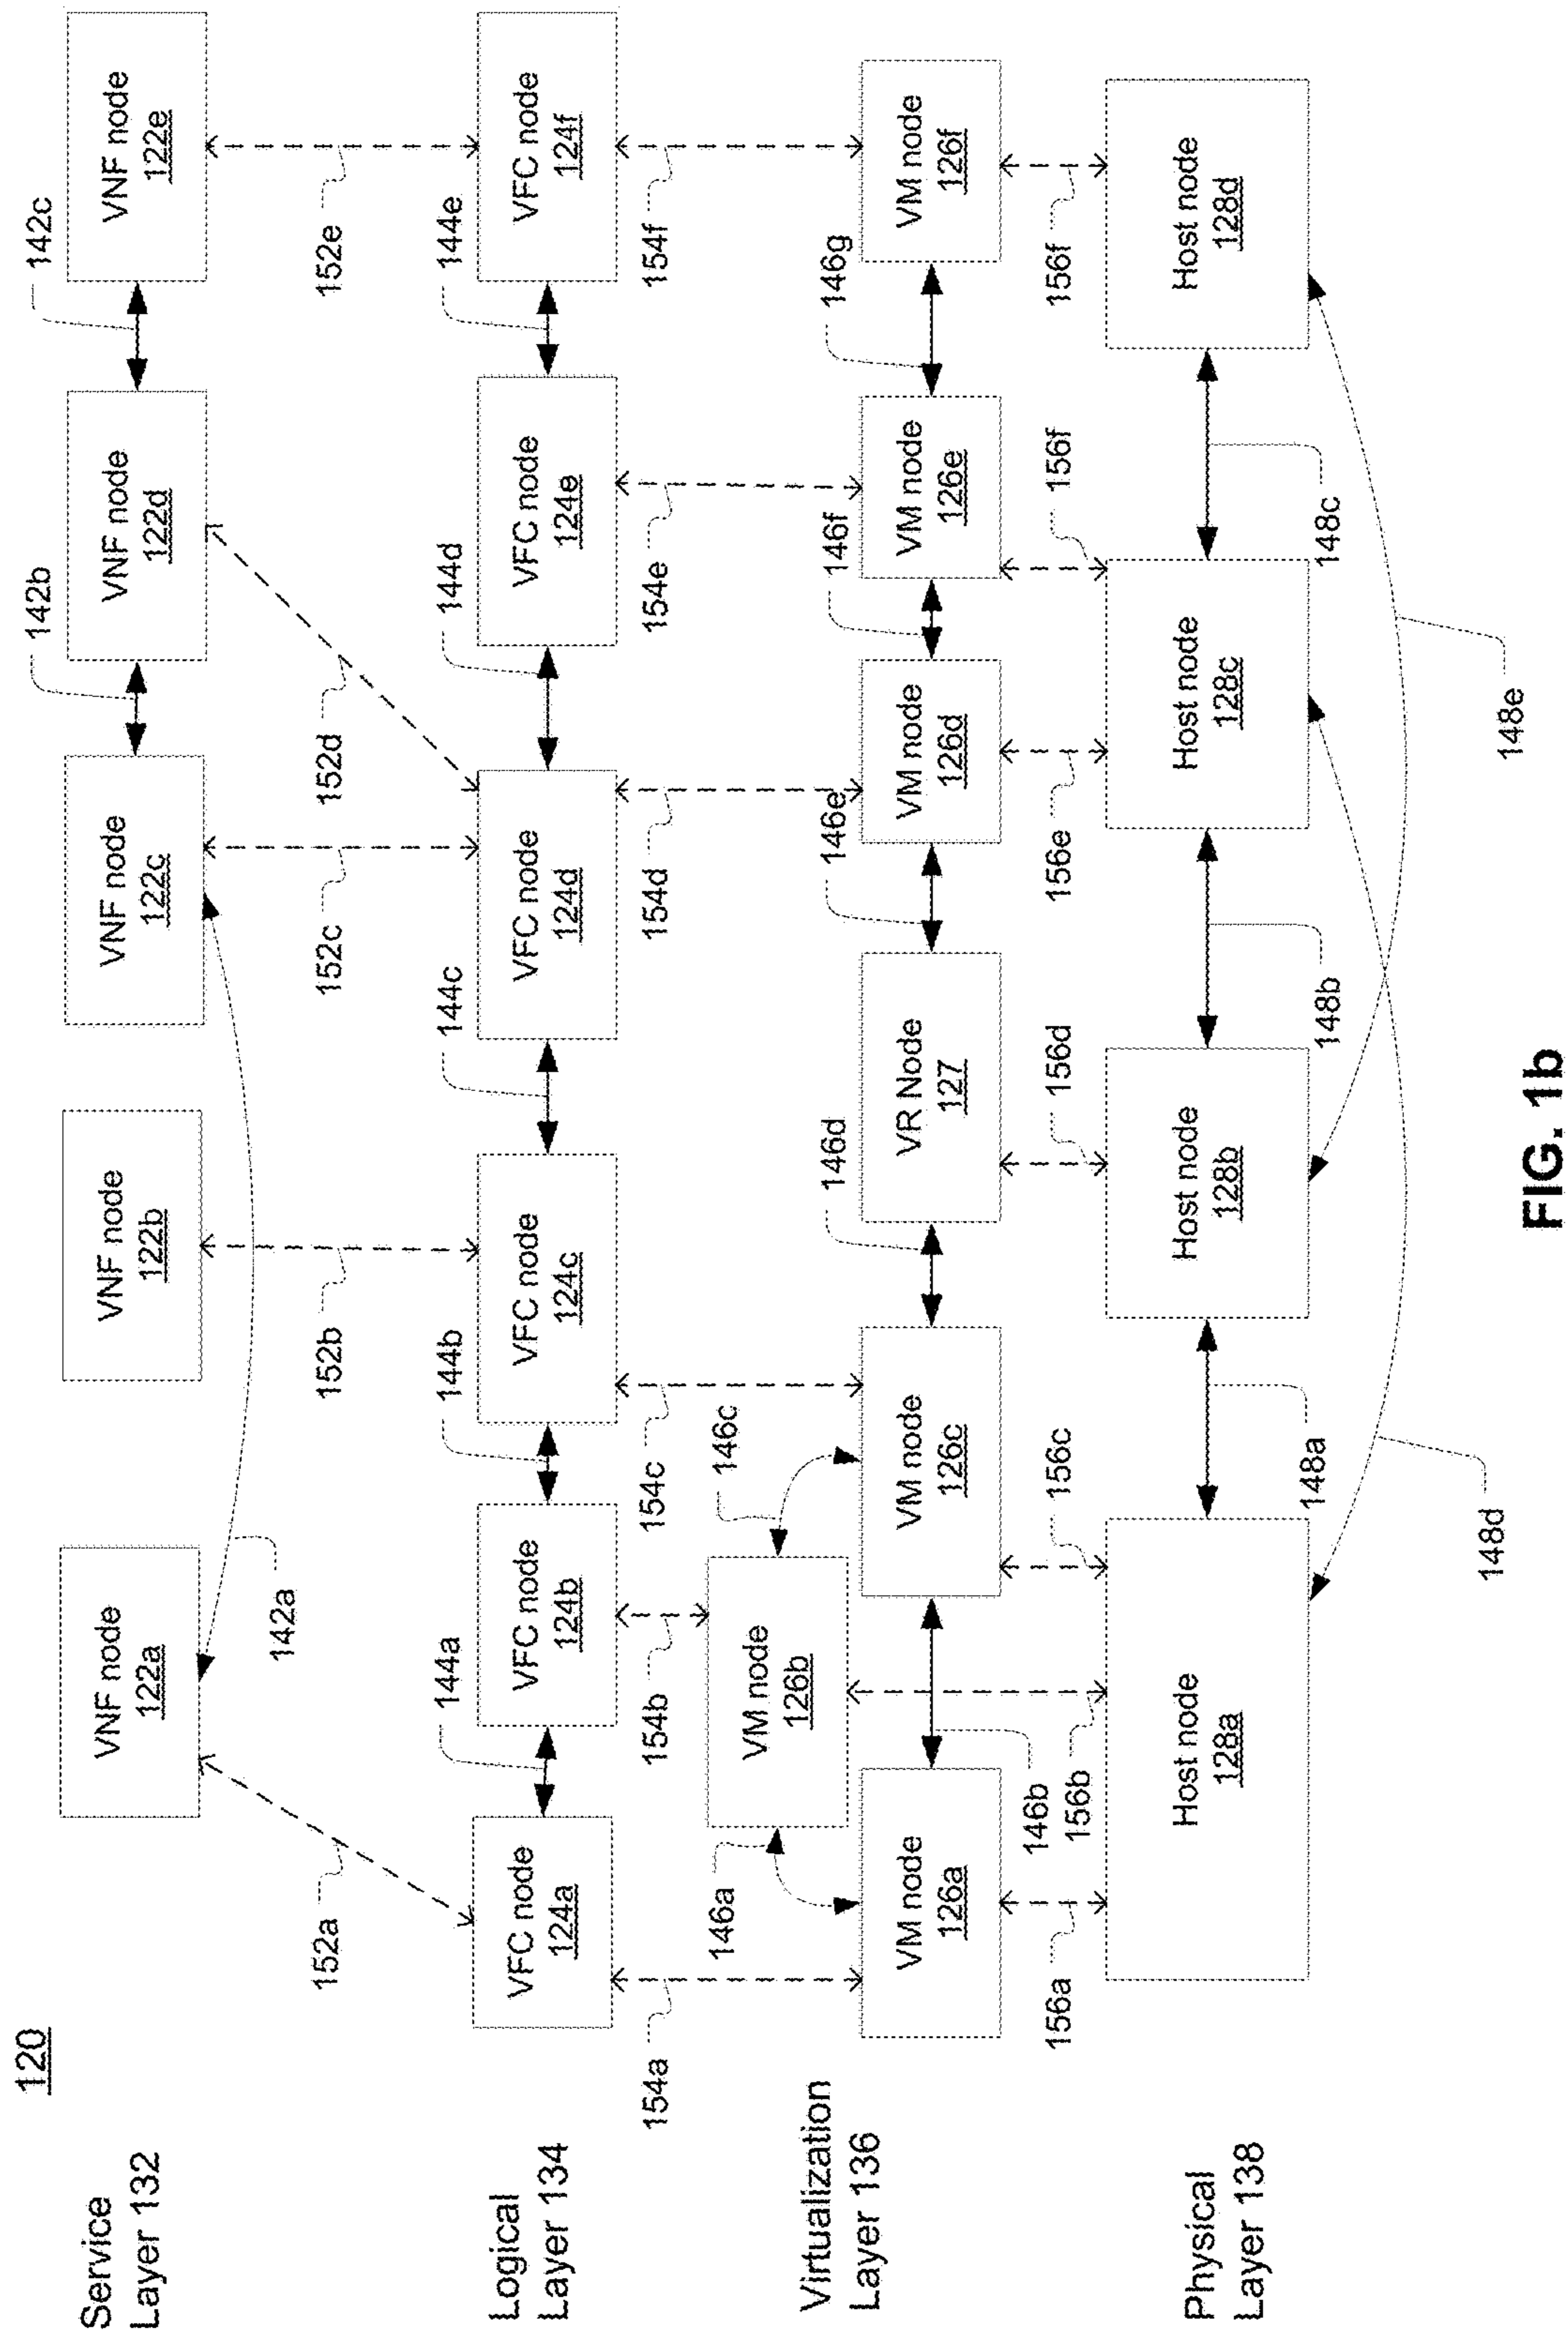 120
Service
Layer 132
VNF node
122a
VNF node
122b
VNF node
122c
VNF node
122d
VNF node
122e
142a
142b
142c
152a
152b
152c
152d
152e
Logical
Layer 134
VFC node
124a
VFC node
124b
VFC node
124c
VFC node
124d
VFC node
124e
VFC node
124f
144a
144b
144c
144d
144e
154a
154b
154c
154d
154e
154f
Virtualization
Layer 136
VM node
126a
VM node
126b
VM node
126c
VR Node
127
VM node
126d
VM node
126e
VM node
126f
146a
146b
146c
146d
146e
146f
146g
156a
156b
156c
156d
156e
156f
156f
Physical
Layer 138
Host node
128a
Host node
128b
Host node
128c
Host node
128d
148a
148b
148c
148d
148e
FIG. 1b